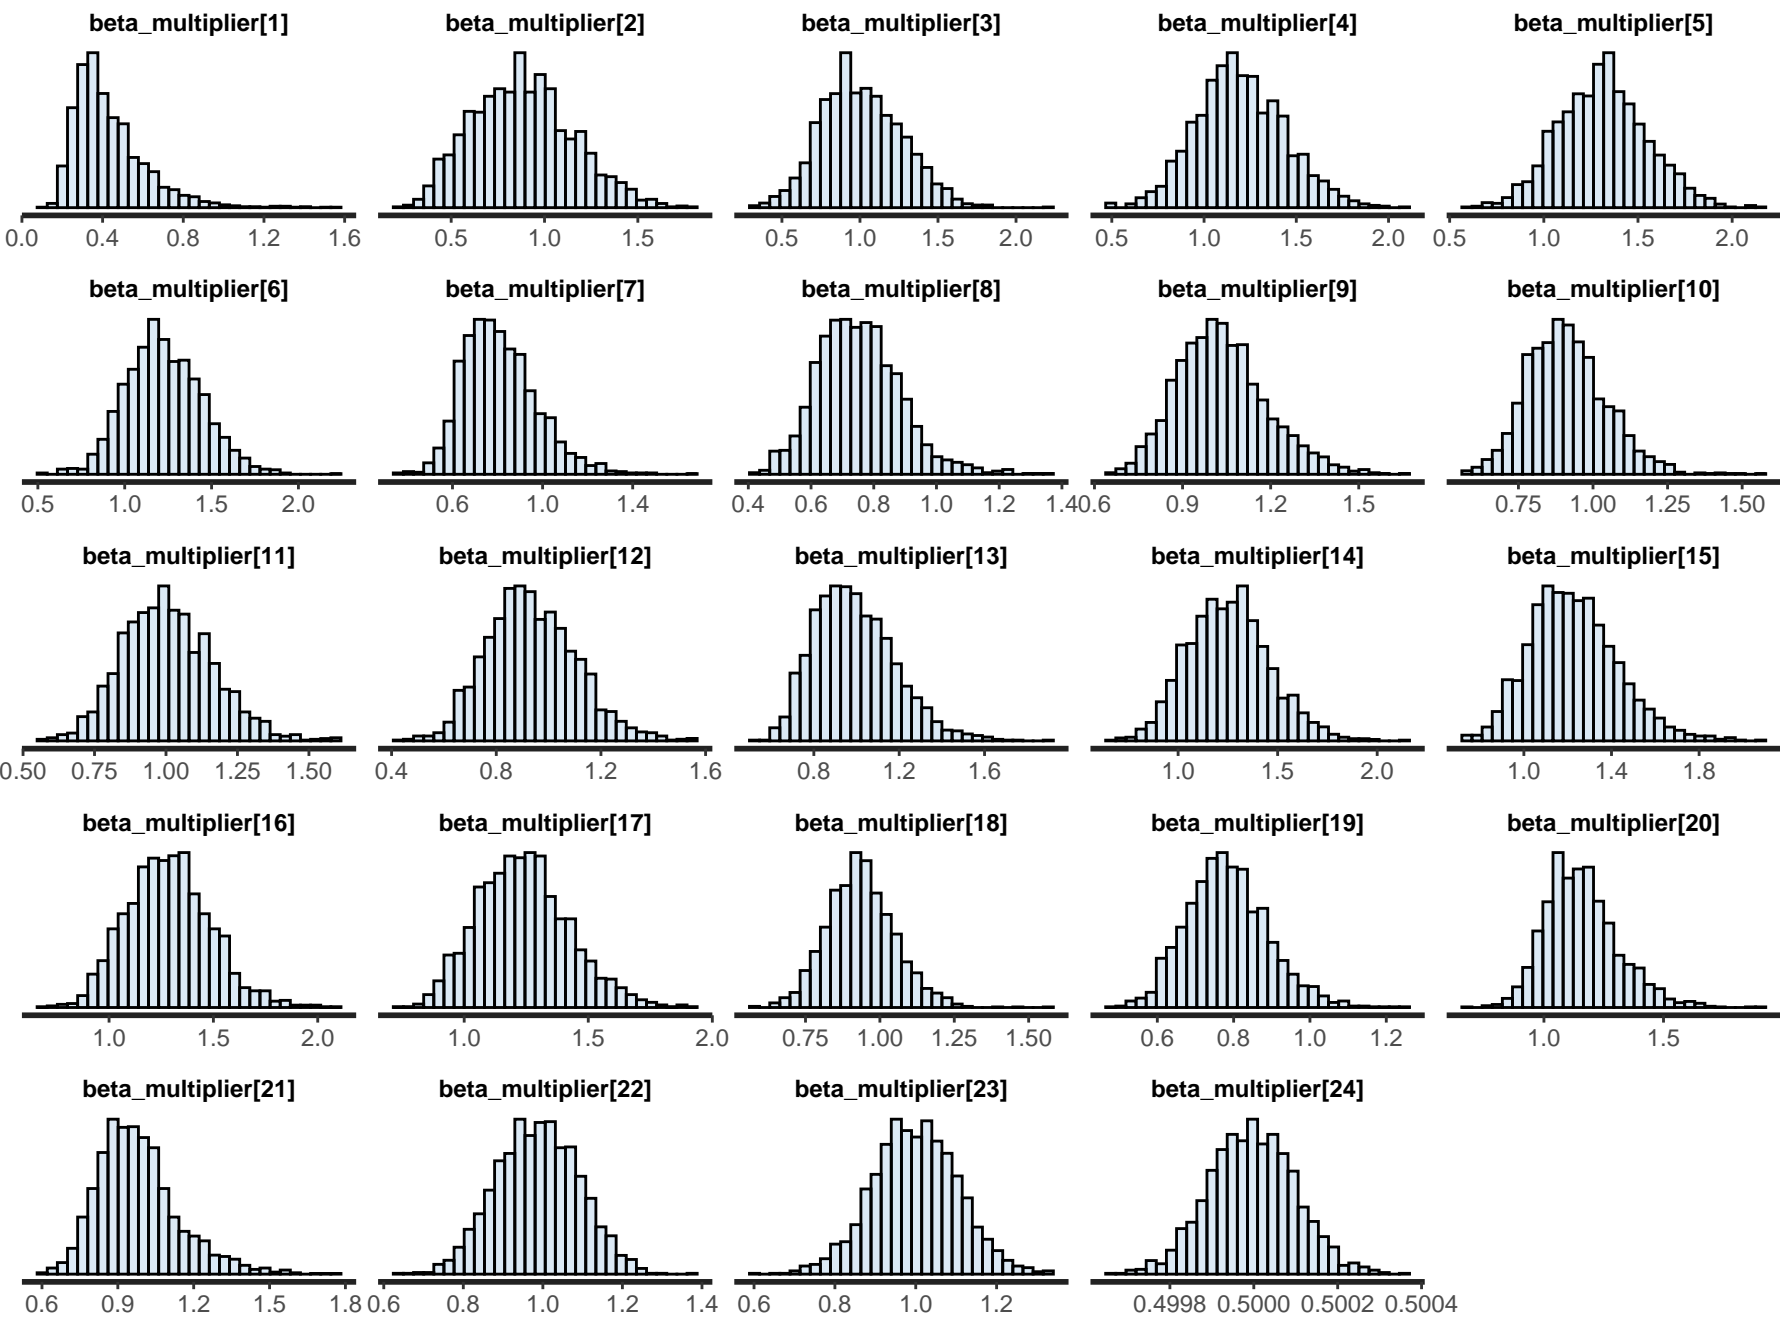 beta_multiplier[1] beta_multiplier[2] beta_multiplier[3] beta_multiplier[4] beta_multiplier[5]
0.0 0.4 0.8 1.2 1.6 0.5 1.0 1.5 0.5 1.0 1.5 2.0 0.5 1.0 1.5 2.0 0.5 1.0 1.5 2.0
beta_multiplier[6] beta_multiplier[7] beta_multiplier[8] beta_multiplier[9] beta_multiplier[10]
0.5 1.0 1.5 2.0 0.6 1.0 1.4 0.4 0.6 0.8 1.0 1.2 1.4 0.6 0.9 1.2 1.5 0.75 1.00 1.25 1.50
beta_multiplier[11] beta_multiplier[12] beta_multiplier[13] beta_multiplier[14] beta_multiplier[15]
0.50 0.75 1.00 1.25 1.50 0.4 0.8 1.2 1.6 0.8 1.2 1.6 1.0 1.5 2.0 1.0 1.4 1.8
beta_multiplier[16] beta_multiplier[17] beta_multiplier[18] beta_multiplier[19] beta_multiplier[20]
1.0 1.5 2.0 1.0 1.5 2.0 0.75 1.00 1.25 1.50 0.6 0.8 1.0 1.2 1.0 1.5
beta_multiplier[21] beta_multiplier[22] beta_multiplier[23] beta_multiplier[24]
0.6 0.9 1.2 1.5 1.8 0.6 0.8 1.0 1.2 1.4 0.6 0.8 1.0 1.2 0.4998 0.5000 0.5002 0.5004